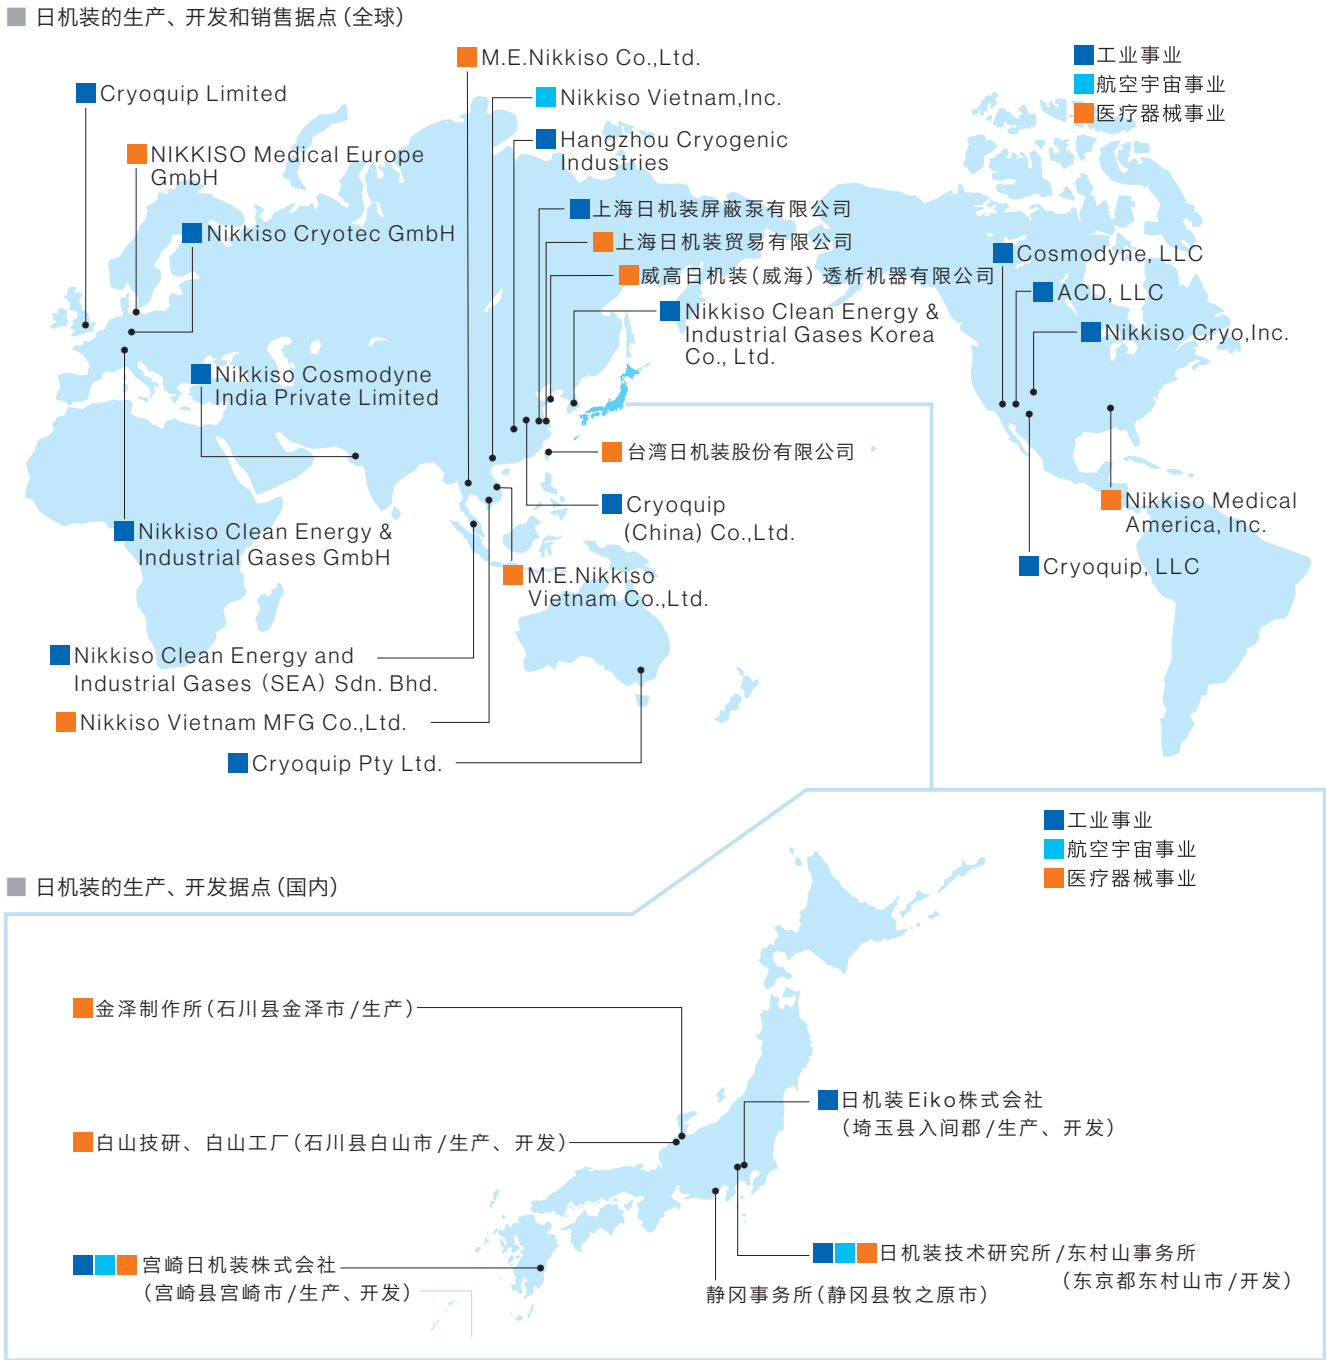 日机装的生产、开发和销售据点（全球）
工业事业
航空宇宙事业
医疗器械事业
M.E.Nikkiso Co.,Ltd.
Cryoquip Limited
Nikkiso Vietnam,Inc.
Hangzhou Cryogenic
Industries
NIKKISO Medical Europe
GmbH
上海日机装屏蔽泵有限公司
Nikkiso Cryotec GmbH
上海日机装贸易有限公司
威高日机装（威海）透析机器有限公司
Cosmodyne, LLC
ACD, LLC
Nikkiso Clean Energy &
Industrial Gases Korea
Co., Ltd.
Nikkiso Cryo,Inc.
Nikkiso Cosmodyne
India Private Limited
台湾日机装股份有限公司
Cryoquip
(China) Co.,Ltd.
Nikkiso Medical
America, Inc.
Nikkiso Clean Energy &
Industrial Gases GmbH
Cryoquip, LLC
M.E.Nikkiso
Vietnam Co.,Ltd.
Nikkiso Clean Energy and
Industrial Gases（SEA）Sdn. Bhd.
Nikkiso Vietnam MFG Co.,Ltd.
Cryoquip Pty Ltd.
工业事业
航空宇宙事业
医疗器械事业
日机装的生产、开发据点（国内）
金泽制作所（石川县金泽市/生产）
日机装Eiko株式会社
（埼玉县入间郡/生产、开发）
白山技研、白山工厂（石川县白山市/生产、开发）
日机装技术研究所/东村山事务所
（东京都东村山市/开发）
宫崎日机装株式会社
（宫崎县宫崎市/生产、开发）
静冈事务所（静冈县牧之原市）